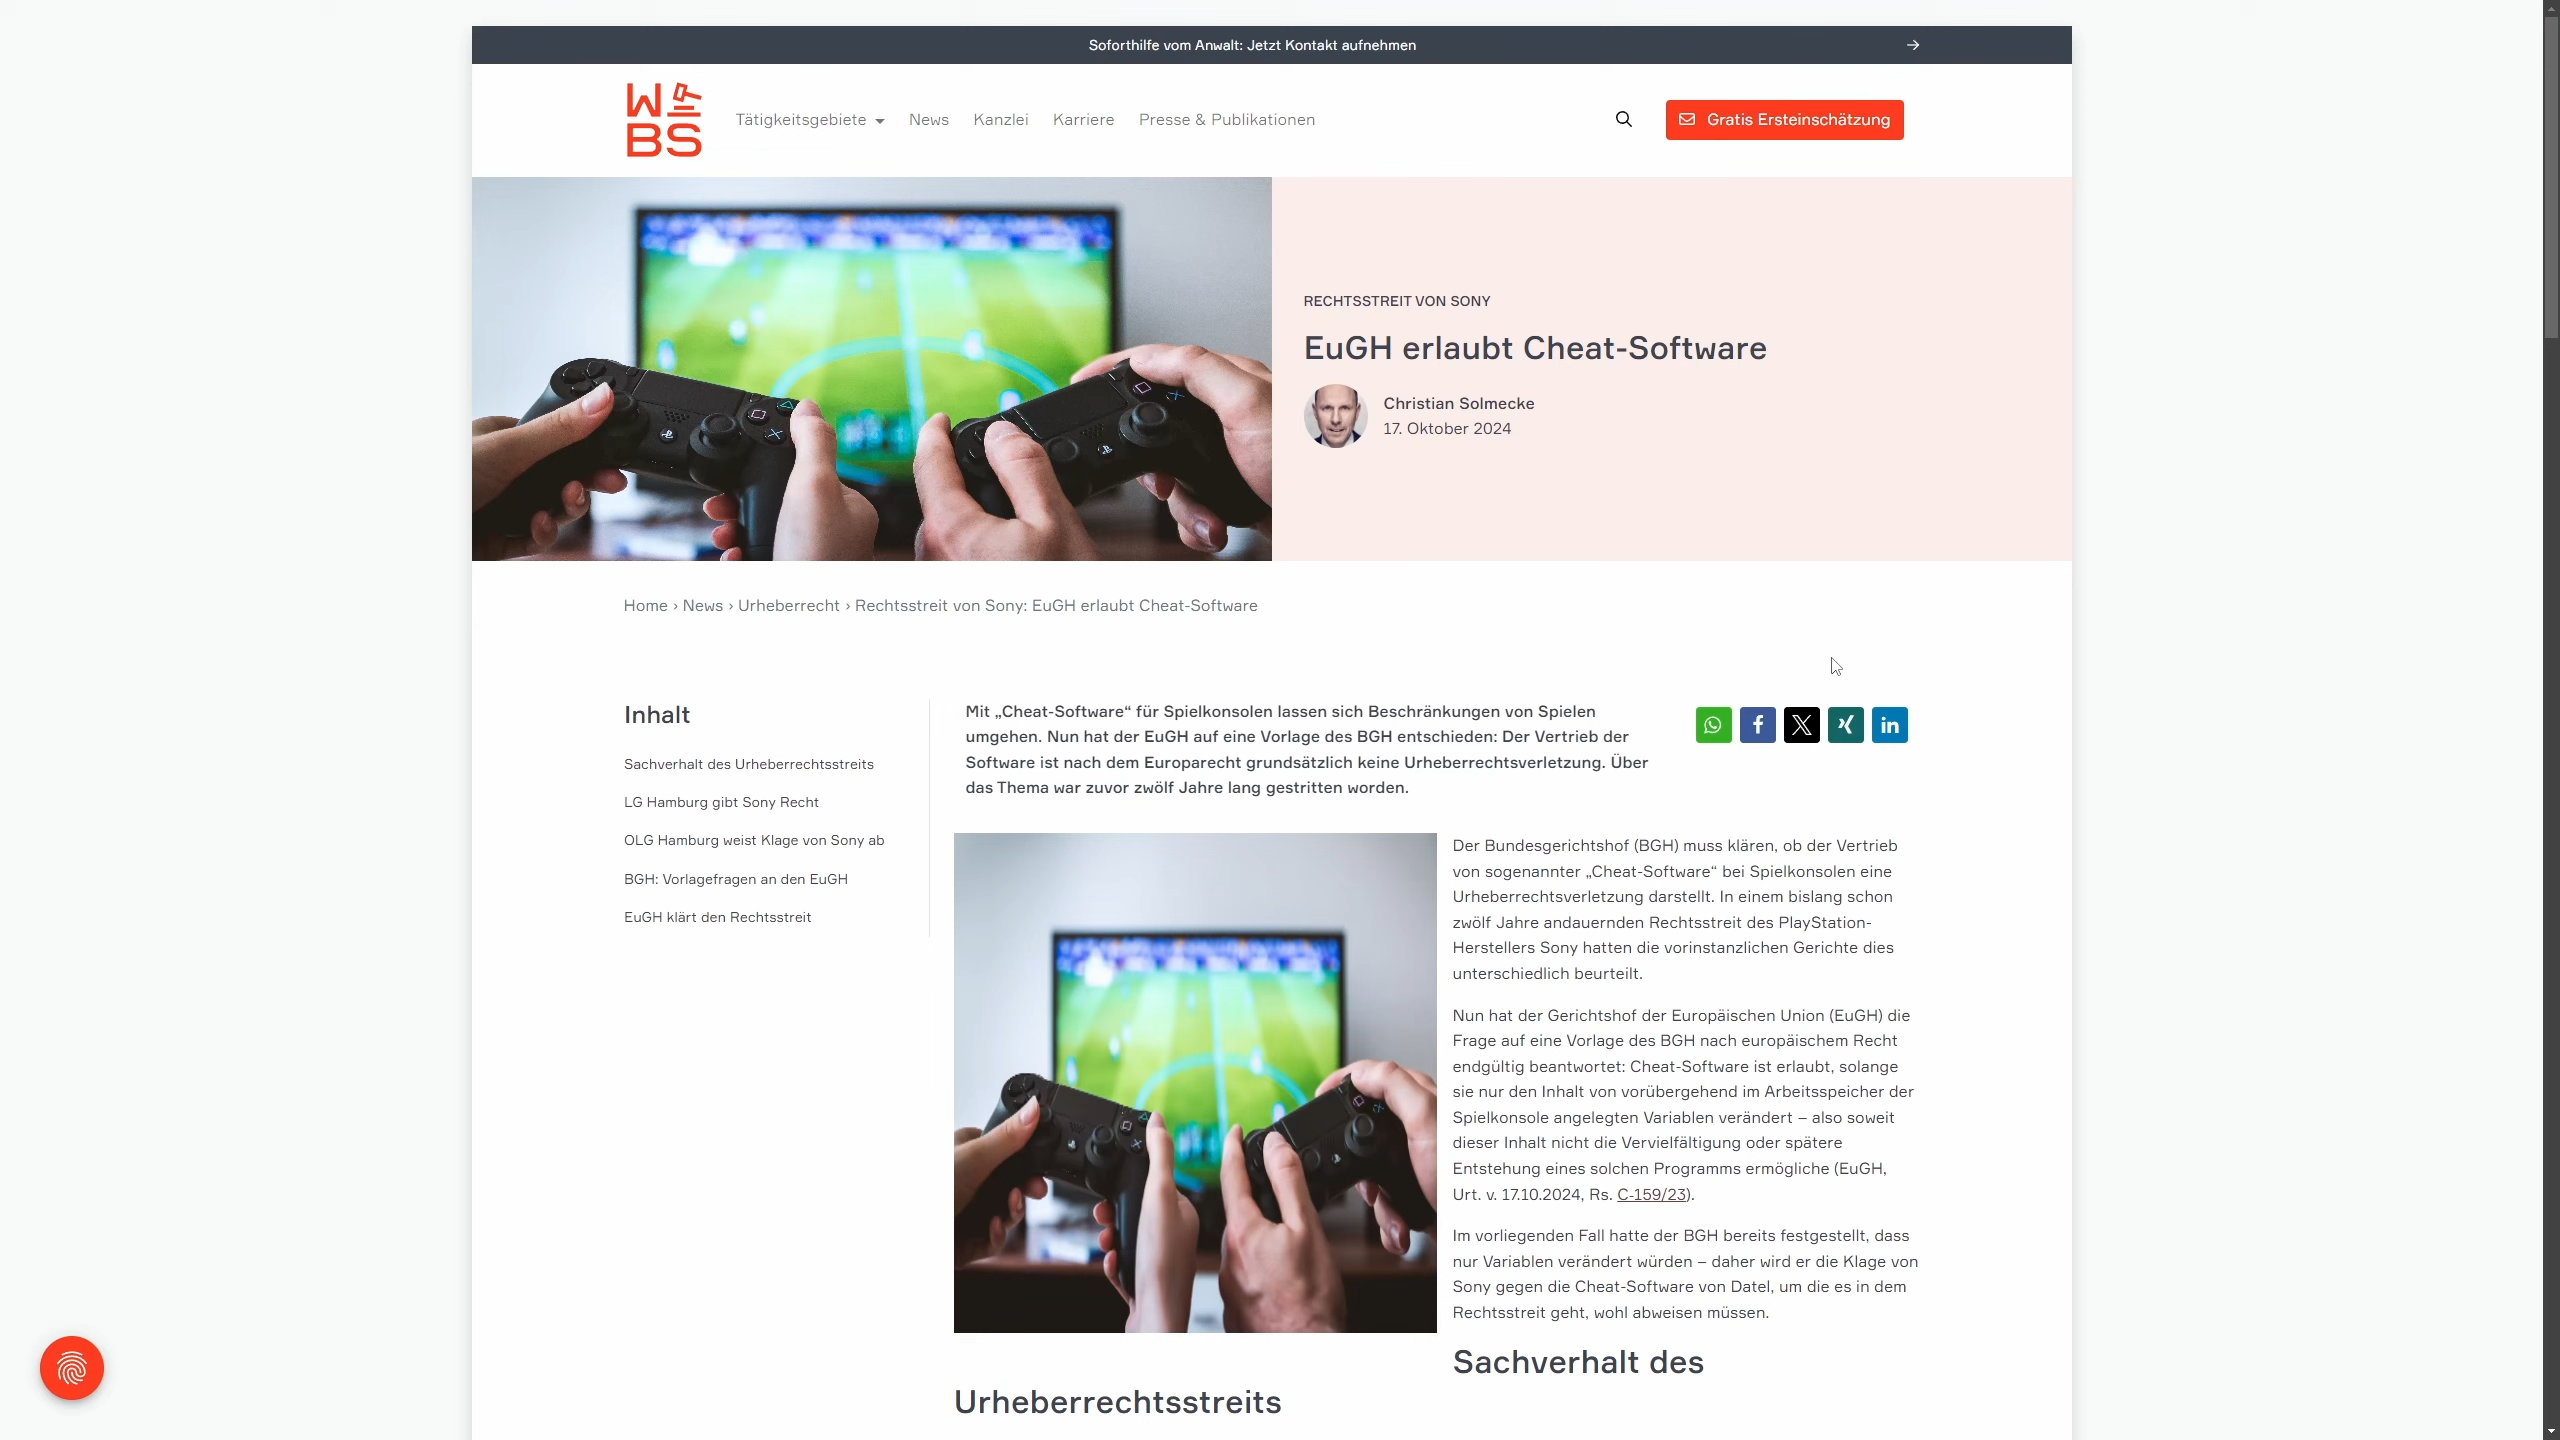 Soforthilfe vom Anwalt: Jetzt Kontakt aufnehmen
W
BS
Tätigkeitsgebiete
News
Kanzlei
Karriere
Presse & Publikationen
Gratis Ersteinschätzung
RECHTSSTREIT VON SONY
EuGH erlaubt Cheat-Software
Christian Solmecke
17. Oktober 2024
Home › News › Urheberrecht › Rechtsstreit von Sony: EuGH erlaubt Cheat-Software
Inhalt
Sachverhalt des Urheberrechtsstreits
LG Hamburg gibt Sony Recht
OLG Hamburg weist Klage von Sony ab
BGH: Vorlagefragen an den EuGH
EuGH klärt den Rechtsstreit
Mit „Cheat-Software“ für Spielkonsolen lassen sich Beschränkungen von Spielen
umgehen. Nun hat der EuGH auf eine Vorlage des BGH entschieden: Der Vertrieb der
Software ist nach dem Europarecht grundsätzlich keine Urheberrechtsverletzung. Über
das Thema war zuvor zwölf Jahre lang gestritten worden.
Der Bundesgerichtshof (BGH) muss klären, ob der Vertrieb
von sogenannter „Cheat-Software“ bei Spielkonsolen eine
Urheberrechtsverletzung darstellt. In einem bislang schon
zwölf Jahre andauernden Rechtsstreit des PlayStation-
Herstellers Sony hatten die vorinstanzlichen Gerichte dies
unterschiedlich beurteilt.
Nun hat der Gerichtshof der Europäischen Union (EuGH) die
Frage auf eine Vorlage des BGH nach europäischem Recht
endgültig beantwortet: Cheat-Software ist erlaubt, solange
sie nur den Inhalt von vorübergehend im Arbeitsspeicher der
Spielkonsole angelegten Variablen verändert – also soweit
dieser Inhalt nicht die Vervielfältigung oder spätere
Entstehung eines solchen Programms ermögliche (EuGH,
Urt. v. 17.10.2024, Rs. C-159/23).
Im vorliegenden Fall hatte der BGH bereits festgestellt, dass
nur Variablen verändert würden – daher wird er die Klage von
Sony gegen die Cheat-Software von Datel, um die es in dem
Rechtsstreit geht, wohl abweisen müssen.
Sachverhalt des
Urheberrechtsstreits